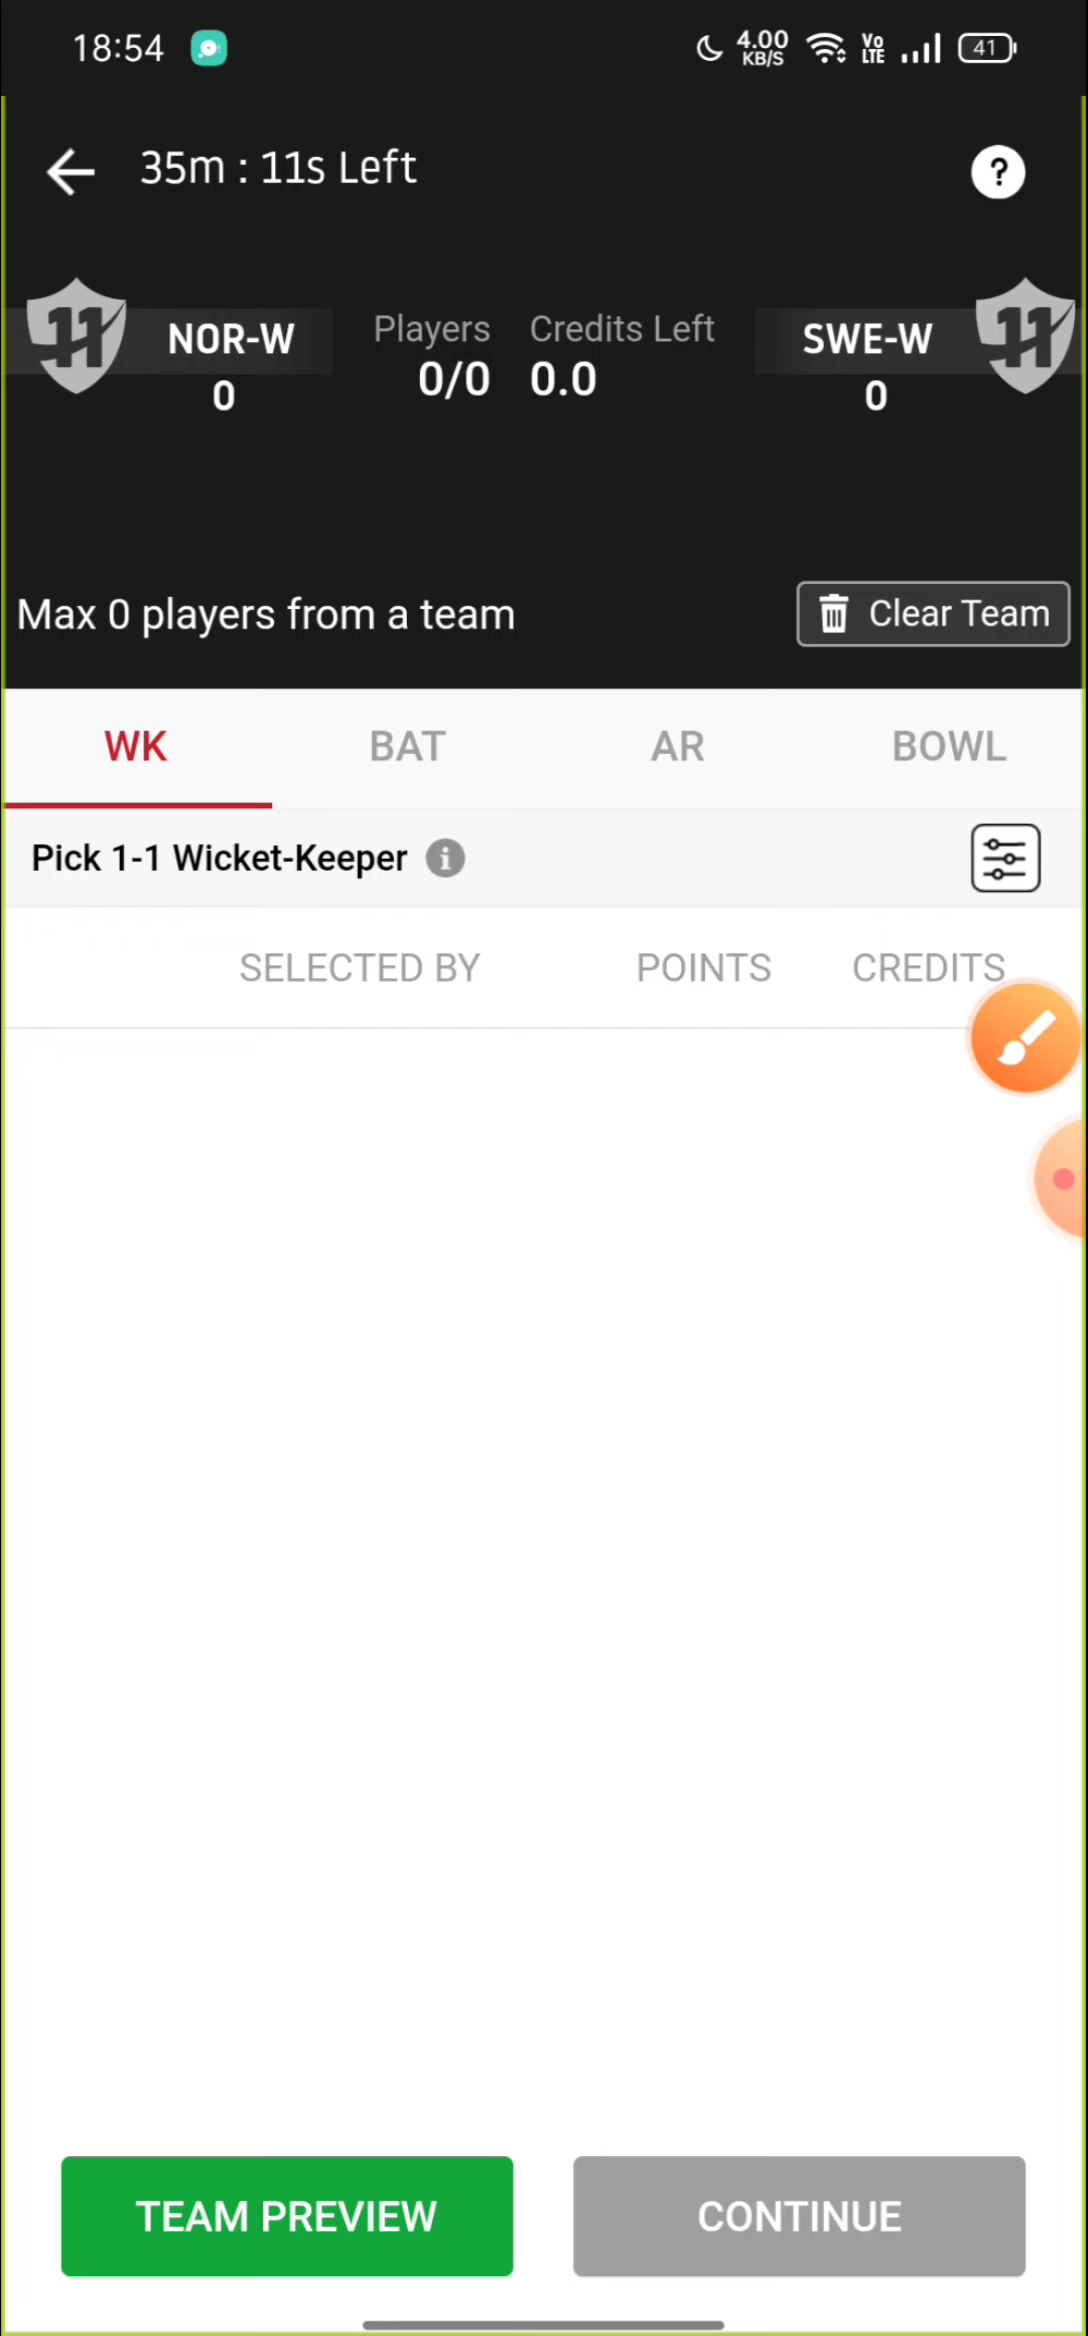 18:54 4.00 KB/S Vo LTE 41
35m : 11s Left ?
11 NOR-W Players Credits Left SWE-W 11
0 0/0 0.0 0
Max 0 players from a team Clear Team
WK BAT AR BOWL
Pick 1-1 Wicket-Keeper i
SELECTED BY POINTS CREDITS
TEAM PREVIEW CONTINUE